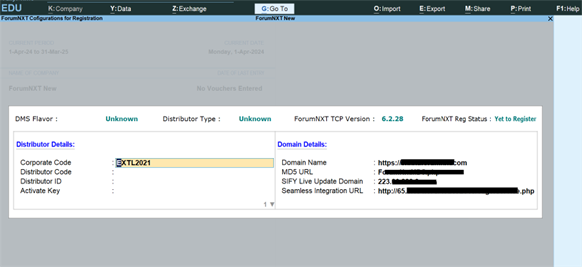 EDU K: Company Y: Data Z: Exchange G: Go To O: Import E: Export M: Share P: Print F1: Help
ForumNXT Cofigurations for Registration ForumNXT New
1-Apr-24 to 31-Mar-25 Monday, 1-Apr-2024
ForumNXT New No Vouchers Entered
DMS Flavor : Unknown Distributor Type : Unknown ForumNXT TCP Version : 6.2.28 ForumNXT Reg Status : Yet to Register
Distributor Details: Domain Details:
Corporate Code : EXTL2021 Domain Name : https: .com
Distributor Code : MD5 URL : Fo
Distributor ID : SIFY Live Update Domain : 223.
Activate Key : Seamless Integration URL : http://65. .php
1